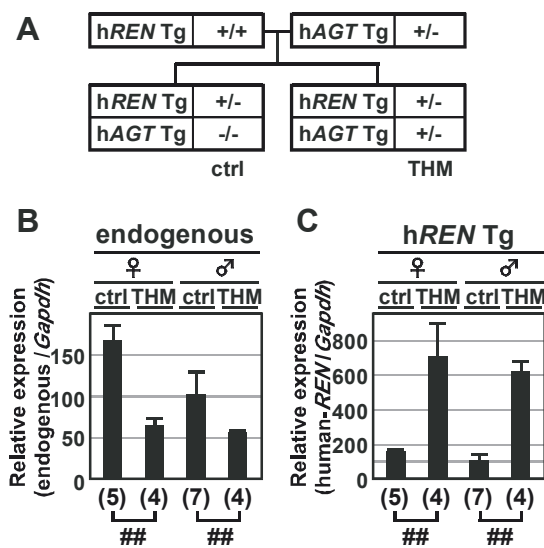 A
hREN Tg +/+ hAGT Tg +/-
hREN Tg +/- hREN Tg +/-
hAGT Tg -/- hAGT Tg +/-
ctrl THM
B
endogenous
♀ ♂
ctrl THM ctrl THM
Relative expression
(endogenous / Gapdh)
150
100
50
0
(5) (4) (7) (4)
## ##
C
hREN Tg
♀ ♂
ctrl THM ctrl THM
Relative expression
(human-REN / Gapdh)
800
600
400
200
100
0
(5) (4) (7) (4)
## ##